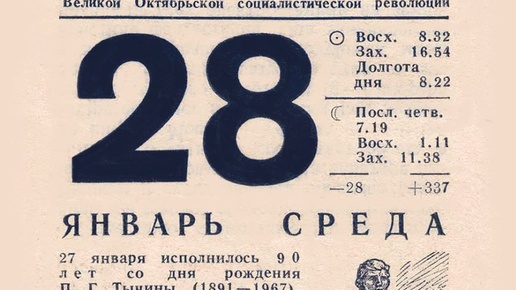 Великой Октябрьской социалистической революции
28
Восх. 8.32
Зах. 16.54
Долгота
дня 8.22
Посл. четв.
7.19
Восх. 1.11
Зах. 11.38
—28 +337
ЯНВАРЬ СРЕДА
27 января исполнилось 90
лет со дня рождения
П. Г. Тычины (1891—1967),